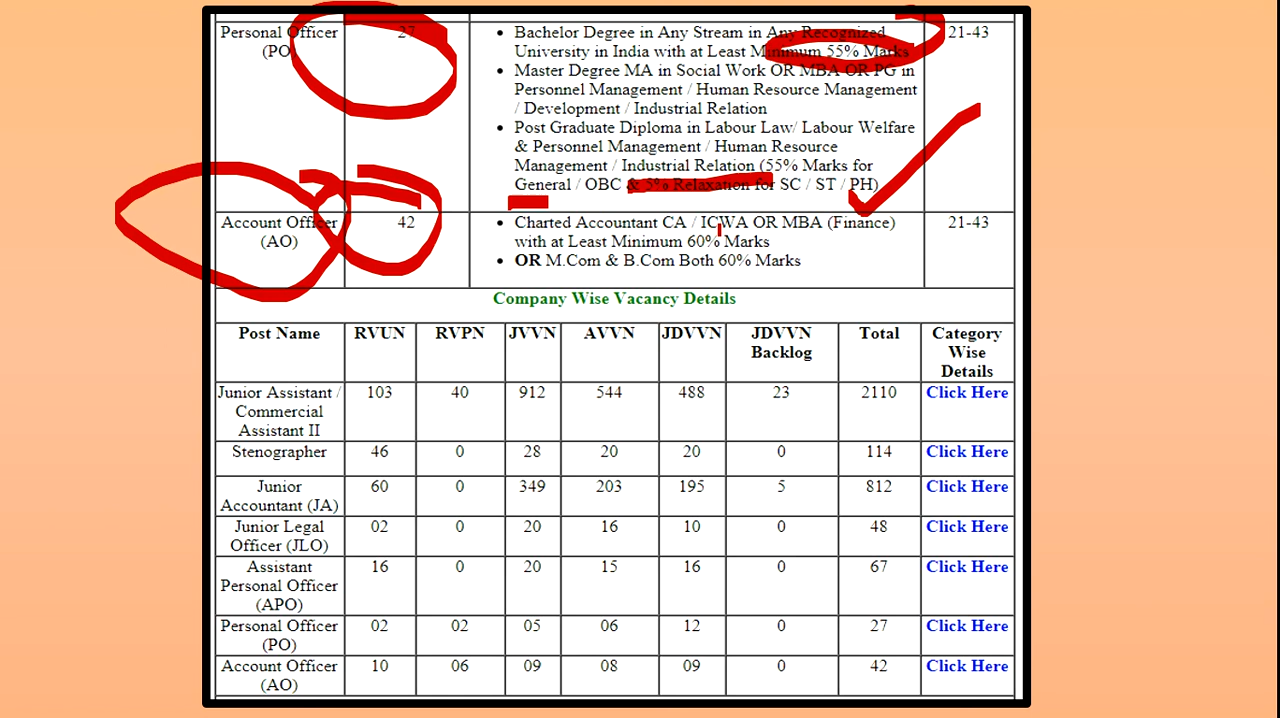 Personal Officer 27 • Bachelor Degree in Any Stream in Any Recognized 21-43
(PO) University in India with at Least Minimum 55% Marks
• Master Degree MA in Social Work OR MBA OR PG in
Personnel Management / Human Resource Management
/ Development / Industrial Relation
• Post Graduate Diploma in Labour Law/ Labour Welfare
& Personnel Management / Human Resource
Management / Industrial Relation (55% Marks for
General / OBC & 5% Relaxation for SC / ST / PH)
Account Officer 42 • Charted Accountant CA / ICWA OR MBA (Finance) 21-43
(AO) with at Least Minimum 60% Marks
• OR M.Com & B.Com Both 60% Marks
Company Wise Vacancy Details
Post Name RVUN RVPN JVVN AVVN JDVVN JDVVN Total Category
Backlog Wise
Details
Junior Assistant / 103 40 912 544 488 23 2110 Click Here
Commercial
Assistant II
Stenographer 46 0 28 20 20 0 114 Click Here
Junior 60 0 349 203 195 5 812 Click Here
Accountant (JA)
Junior Legal 02 0 20 16 10 0 48 Click Here
Officer (JLO)
Assistant 16 0 20 15 16 0 67 Click Here
Personal Officer
(APO)
Personal Officer 02 02 05 06 12 0 27 Click Here
(PO)
Account Officer 10 06 09 08 09 0 42 Click Here
(AO)